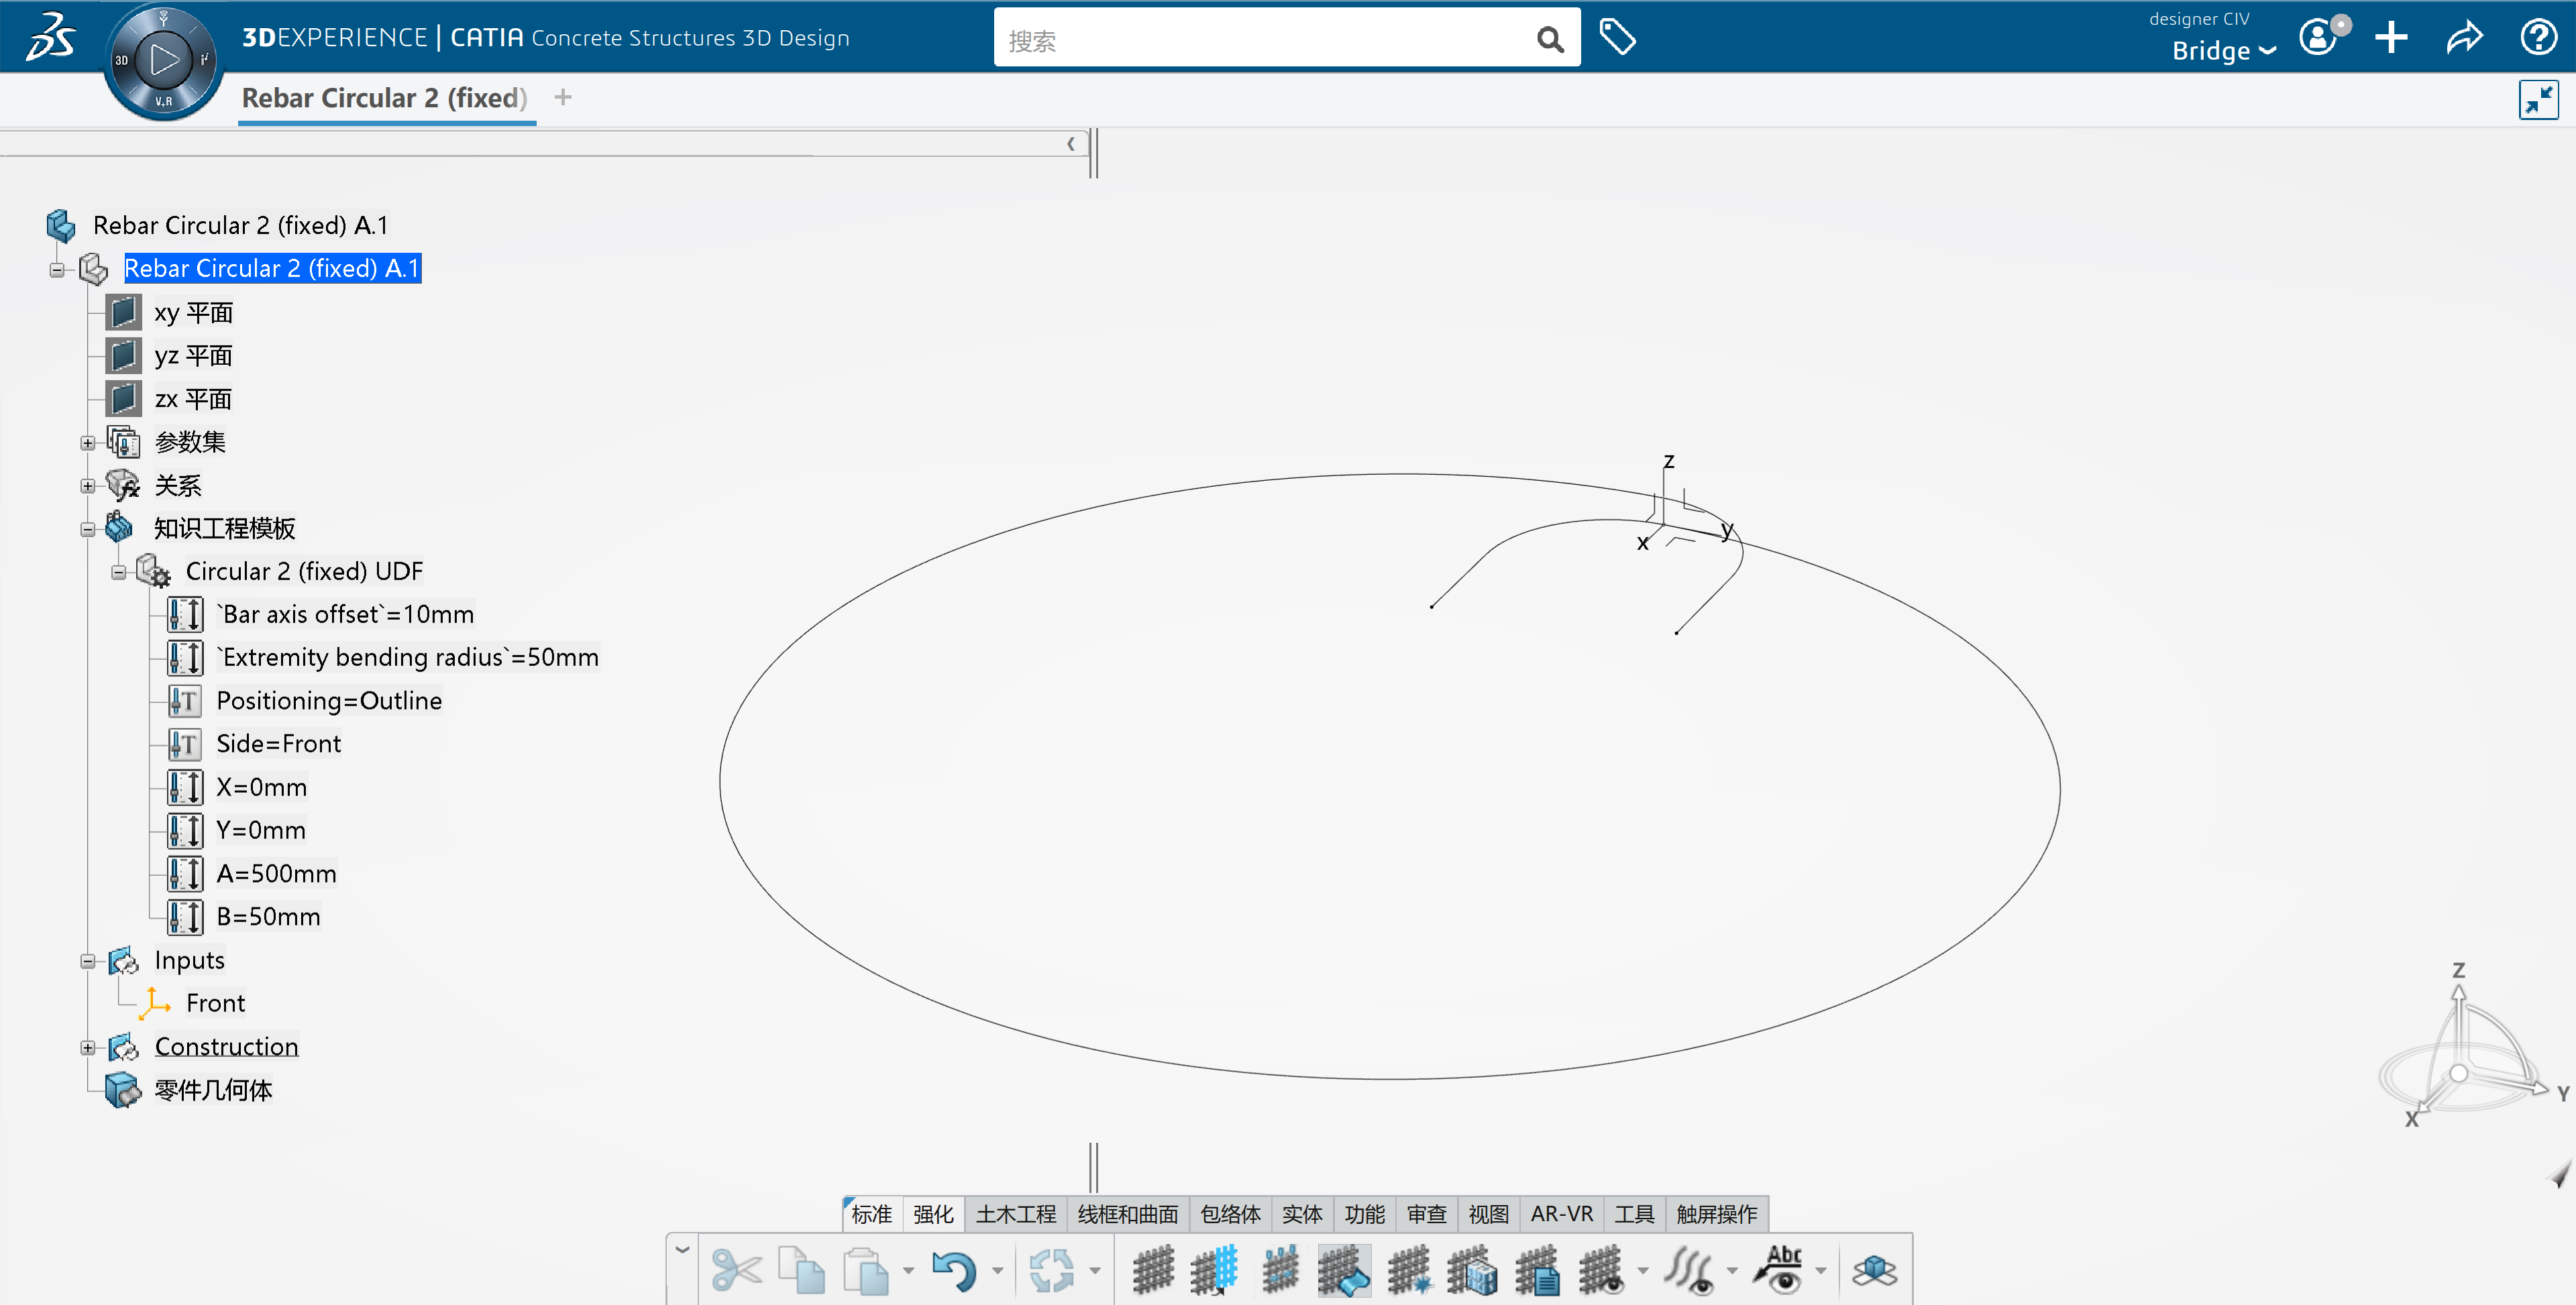 3DEXPERIENCE | CATIA Concrete Structures 3D Design
搜索
designer CIV
Bridge
3D
V,R
i²
Rebar Circular 2 (fixed)
Rebar Circular 2 (fixed) A.1
Rebar Circular 2 (fixed) A.1
xy 平面
yz 平面
zx 平面
参数集
关系
知识工程模板
Circular 2 (fixed) UDF
`Bar axis offset`=10mm
`Extremity bending radius`=50mm
Positioning=Outline
Side=Front
X=0mm
Y=0mm
A=500mm
B=50mm
Inputs
Front
Construction
零件几何体
z
y
x
Z
Y
X
标准 强化 土木工程 线框和曲面 包络体 实体 功能 审查 视图 AR-VR 工具 触屏操作
Abc